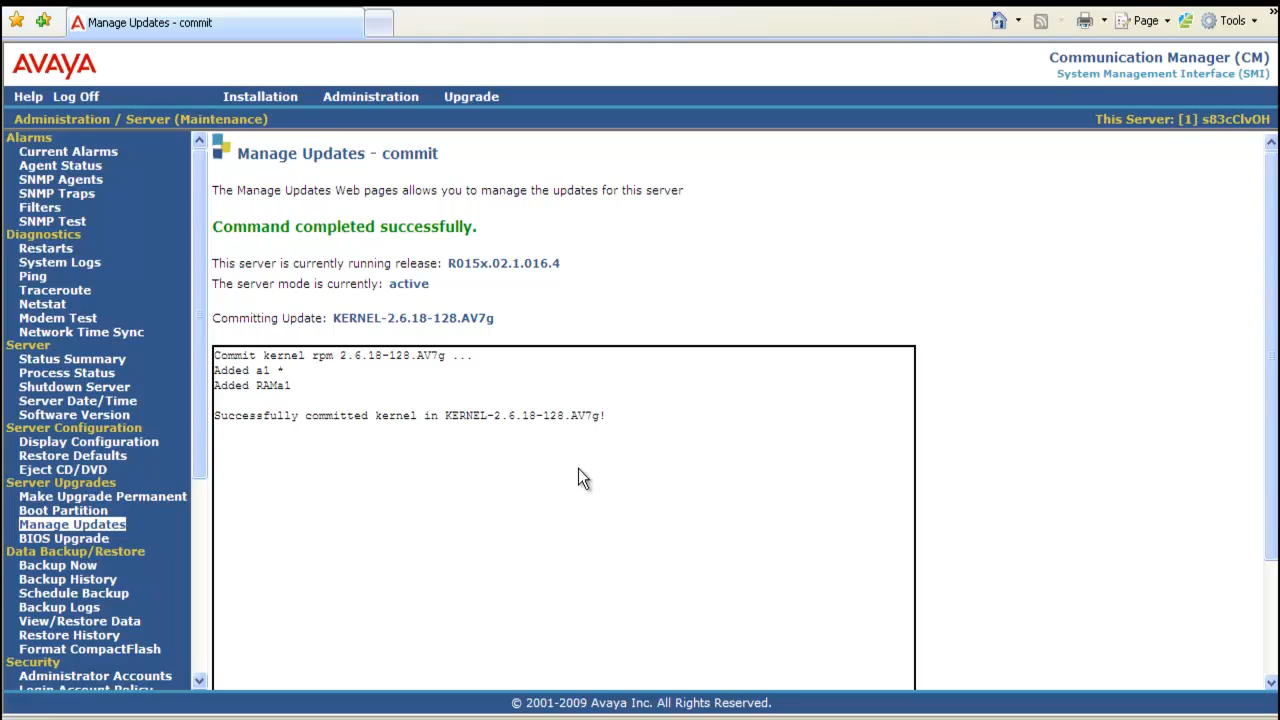 Manage Updates - commit
Page
Tools
»
AVAYA
Communication Manager (CM)
System Management Interface (SMI)
Help Log Off Installation Administration Upgrade
Administration / Server (Maintenance)
This Server: [1] s83cClvOH
Alarms
Current Alarms
Agent Status
SNMP Agents
SNMP Traps
Filters
SNMP Test
Diagnostics
Restarts
System Logs
Ping
Traceroute
Netstat
Modem Test
Network Time Sync
Server
Status Summary
Process Status
Shutdown Server
Server Date/Time
Software Version
Server Configuration
Display Configuration
Restore Defaults
Eject CD/DVD
Server Upgrades
Make Upgrade Permanent
Boot Partition
Manage Updates
BIOS Upgrade
Data Backup/Restore
Backup Now
Backup History
Schedule Backup
Backup Logs
View/Restore Data
Restore History
Format CompactFlash
Security
Administrator Accounts
Login Account Policy
Manage Updates - commit
The Manage Updates Web pages allows you to manage the updates for this server
Command completed successfully.
This server is currently running release: R015x.02.1.016.4
The server mode is currently: active
Committing Update: KERNEL-2.6.18-128.AV7g
Commit kernel rpm 2.6.18-128.AV7g ...
Added a1 *
Added RAMa1
Successfully committed kernel in KERNEL-2.6.18-128.AV7g!
© 2001-2009 Avaya Inc. All Rights Reserved.